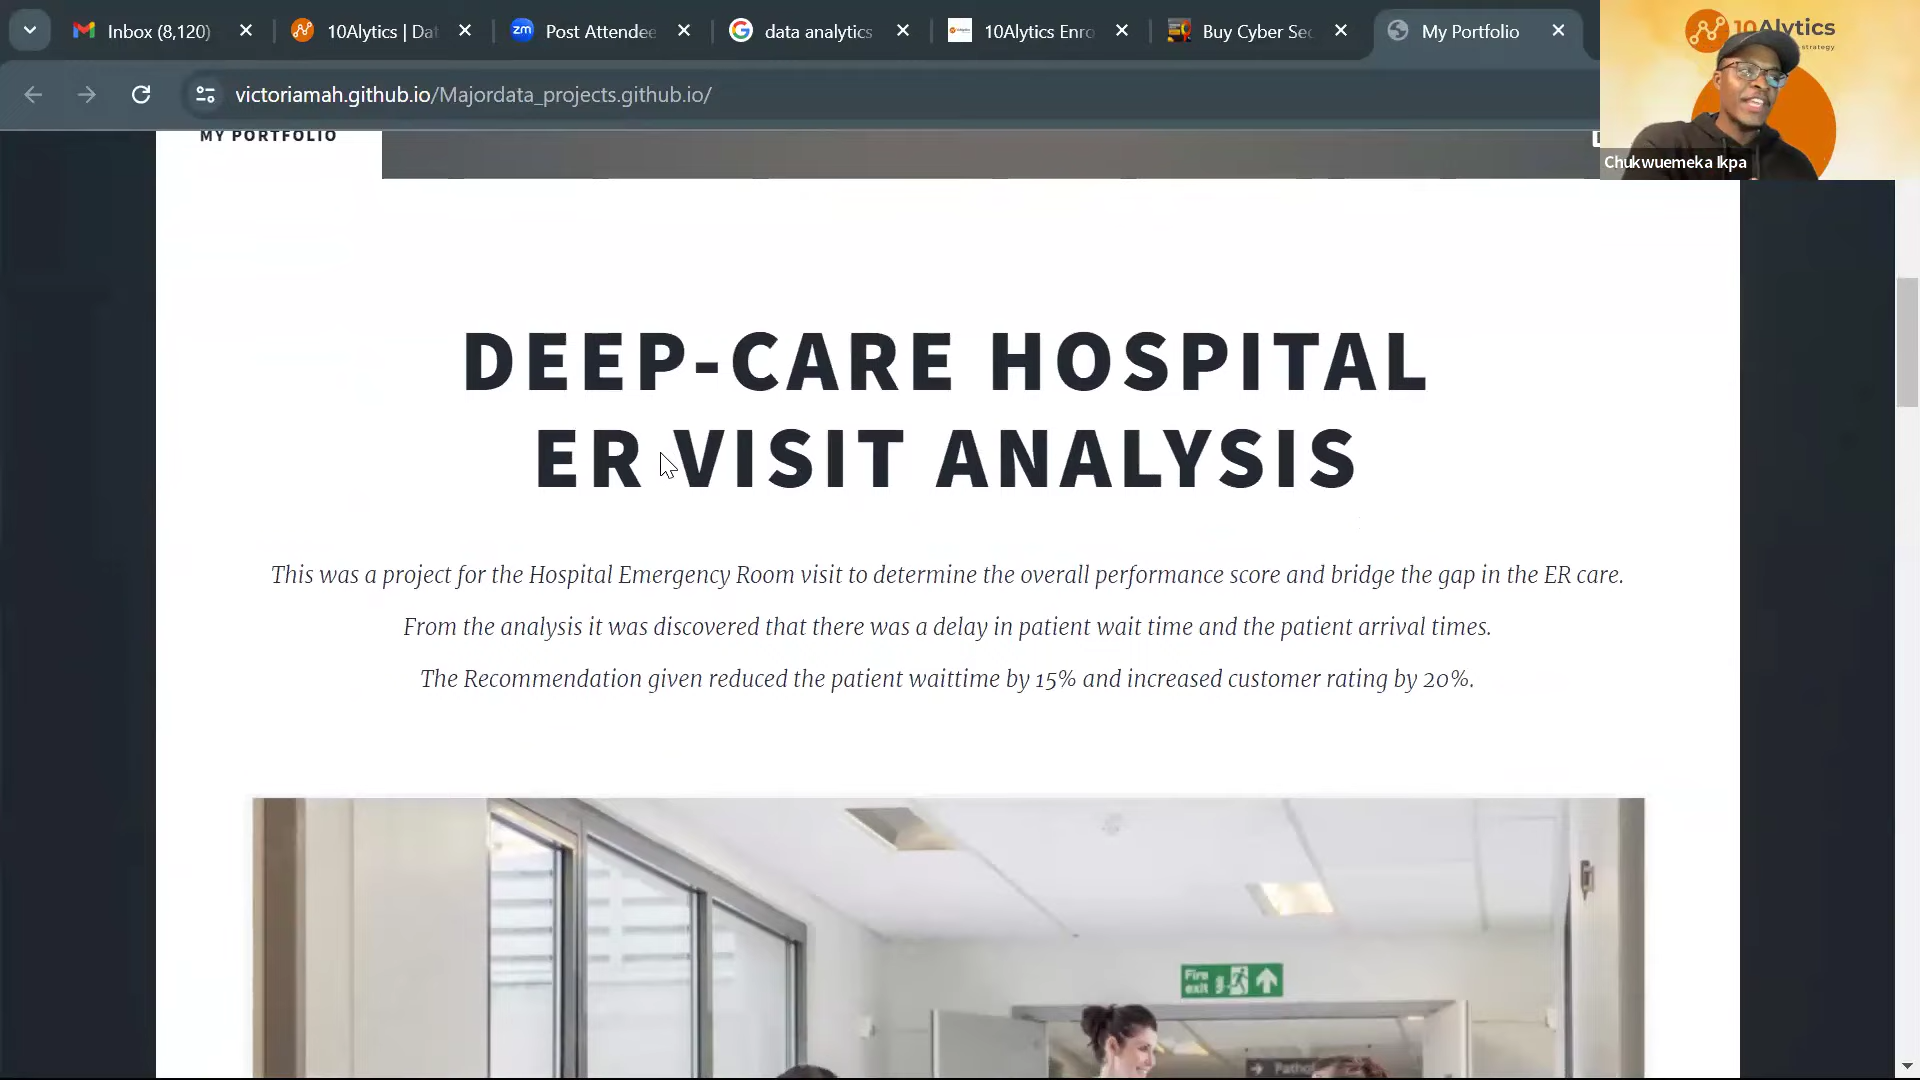 Inbox (8,120)
10Alytics | Dat
Post Attendee
data analytics
10Alytics Enro
Buy Cyber Sec
My Portfolio
victoriamah.github.io/Majordata_projects.github.io/
10Alytics
strategy
Chukwuemeka Ikpa
MY PORTFOLIO
DEEP-CARE HOSPITAL
ER VISIT ANALYSIS
This was a project for the Hospital Emergency Room visit to determine the overall performance score and bridge the gap in the ER care.
From the analysis it was discovered that there was a delay in patient wait time and the patient arrival times.
The Recommendation given reduced the patient waittime by 15% and increased customer rating by 20%.
Fire
exit
Patho